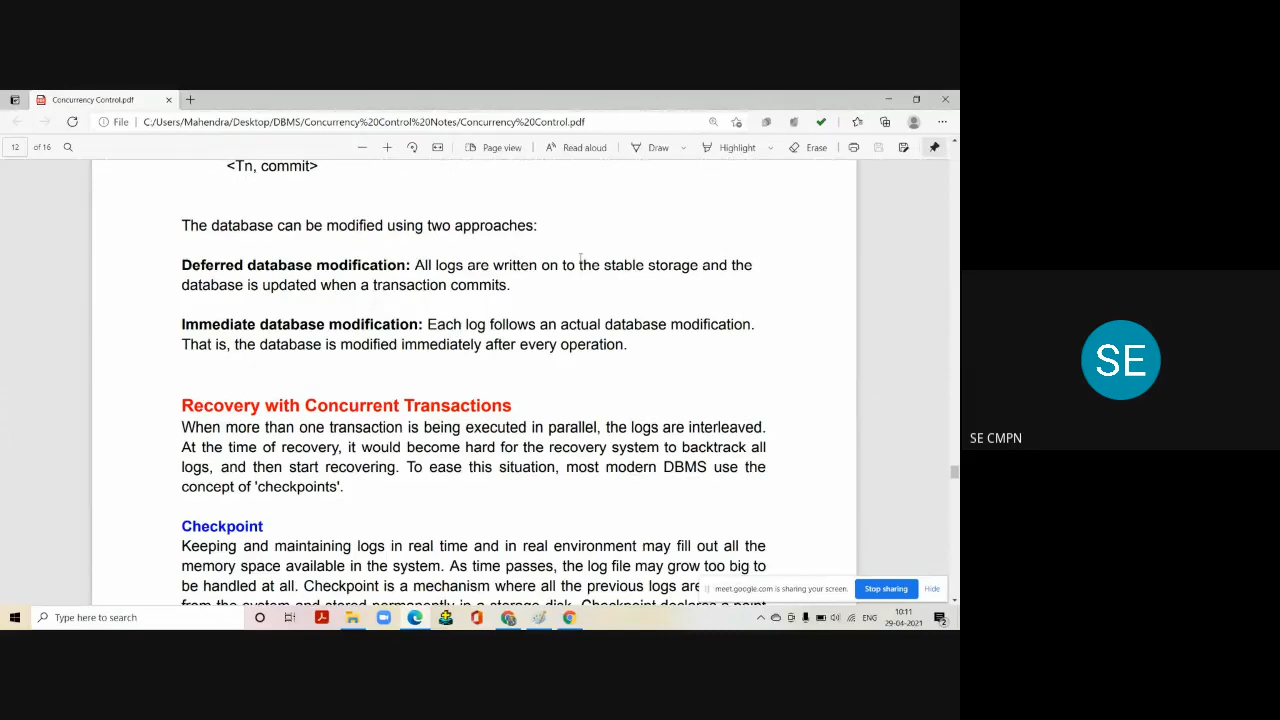 Concurrency Control.pdf
File
C:/Users/Mahendra/Desktop/DBMS/Concurrency%20Control%20Notes/Concurrency%20Control.pdf
12 of 16
Page view
Read aloud
Draw
Highlight
Erase
<Tn, commit>
The database can be modified using two approaches:
Deferred database modification: All logs are written on to the stable storage and the
database is updated when a transaction commits.
Immediate database modification: Each log follows an actual database modification.
That is, the database is modified immediately after every operation.
Recovery with Concurrent Transactions
When more than one transaction is being executed in parallel, the logs are interleaved.
At the time of recovery, it would become hard for the recovery system to backtrack all
logs, and then start recovering. To ease this situation, most modern DBMS use the
concept of 'checkpoints'.
Checkpoint
Keeping and maintaining logs in real time and in real environment may fill out all the
memory space available in the system. As time passes, the log file may grow too big to
be handled at all. Checkpoint is a mechanism where all the previous logs are
meet.google.com is sharing your screen.
Stop sharing
Hide
Type here to search
ENG
10:11
29-04-2021
SE
SE CMPN